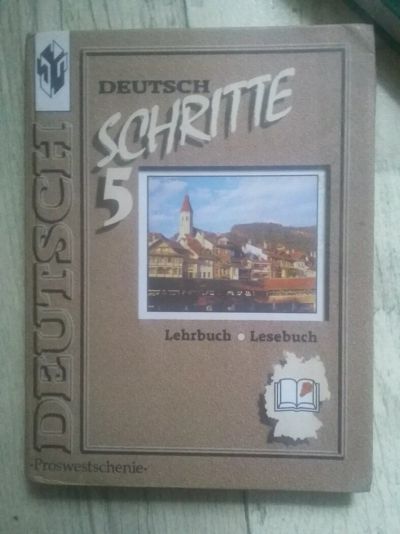 DEUTSCH
SCHRITTE
5
Lehrbuch • Lesebuch
DEUTSCH
•Proswestschenie•